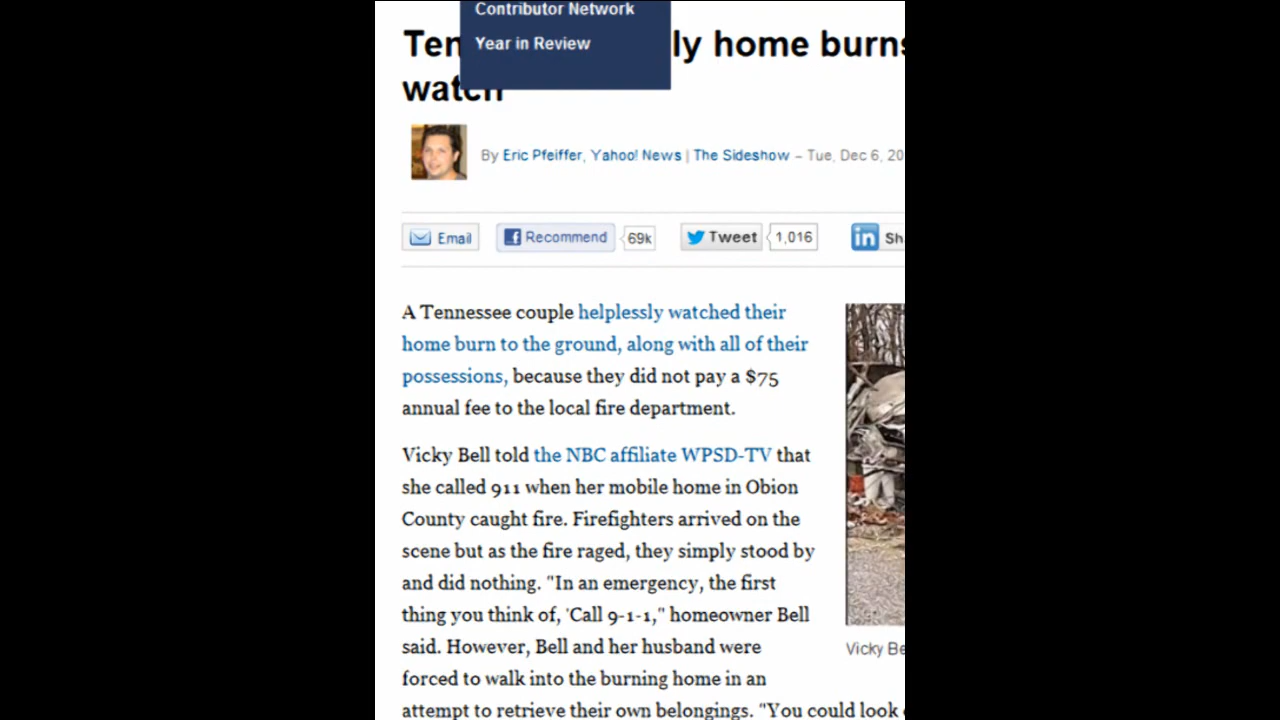 Contributor Network
Year in Review
Ten ly home burns
watch
By Eric Pfeiffer, Yahoo! News | The Sideshow – Tue, Dec 6, 20
Email Recommend 69k Tweet 1,016 in Sh
A Tennessee couple helplessly watched their
home burn to the ground, along with all of their
possessions, because they did not pay a $75
annual fee to the local fire department.
Vicky Bell told the NBC affiliate WPSD-TV that
she called 911 when her mobile home in Obion
County caught fire. Firefighters arrived on the
scene but as the fire raged, they simply stood by
and did nothing. "In an emergency, the first
thing you think of, 'Call 9-1-1," homeowner Bell
said. However, Bell and her husband were
Vicky Be
forced to walk into the burning home in an
attempt to retrieve their own belongings. "You could look